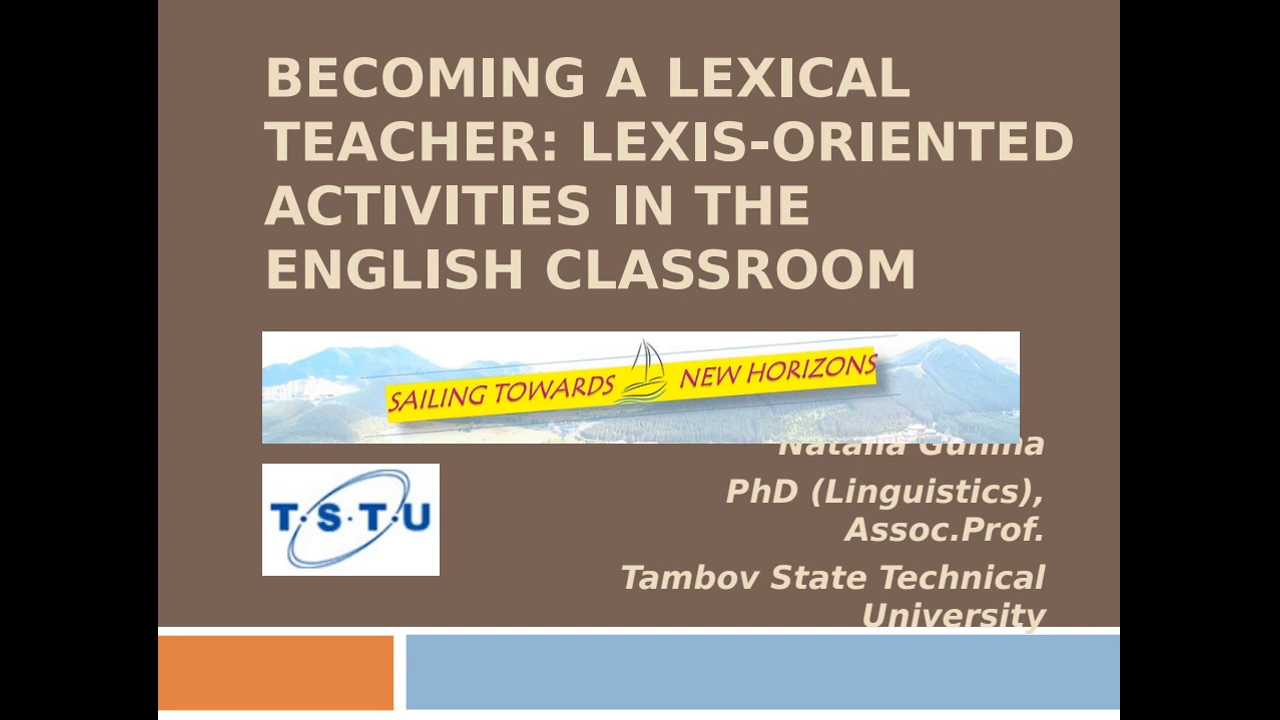 BECOMING A LEXICAL
TEACHER: LEXIS-ORIENTED
ACTIVITIES IN THE
ENGLISH CLASSROOM
SAILING TOWARDS NEW HORIZONS
Natalia
PhD (Linguistics),
Assoc.Prof.
T·S·T·U
Tambov State Technical
University